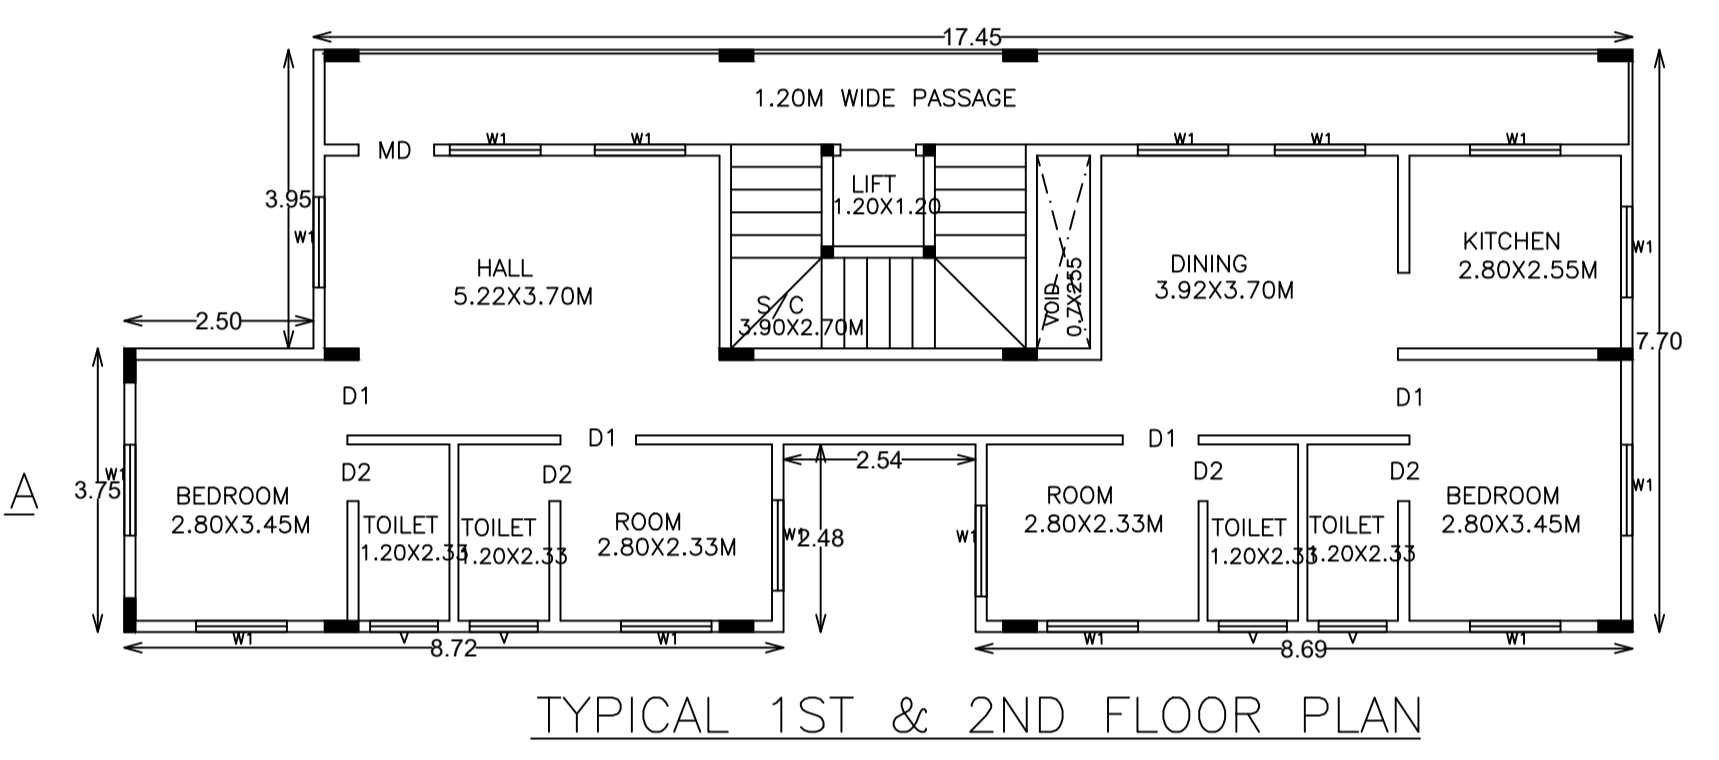 17.45
1.20M WIDE PASSAGE
MD
W1
W1
W1
W1
W1
LIFT
1.20X1.20
3.95
W1
HALL
5.22X3.70M
S/C
3.90X2.70M
VOID
0.7X2.55
DINING
3.92X3.70M
KITCHEN
2.80X2.55M
W1
2.50
7.70
D1
D1
D1
D1
2.54
A
3.75
W1
BEDROOM
2.80X3.45M
D2
TOILET
1.20X2.33
D2
TOILET
1.20X2.33
ROOM
2.80X2.33M
W1
2.48
W1
ROOM
2.80X2.33M
D2
TOILET
1.20X2.33
D2
TOILET
1.20X2.33
BEDROOM
2.80X3.45M
W1
W1
V
V
W1
W1
V
V
W1
8.72
8.69
TYPICAL 1ST & 2ND FLOOR PLAN